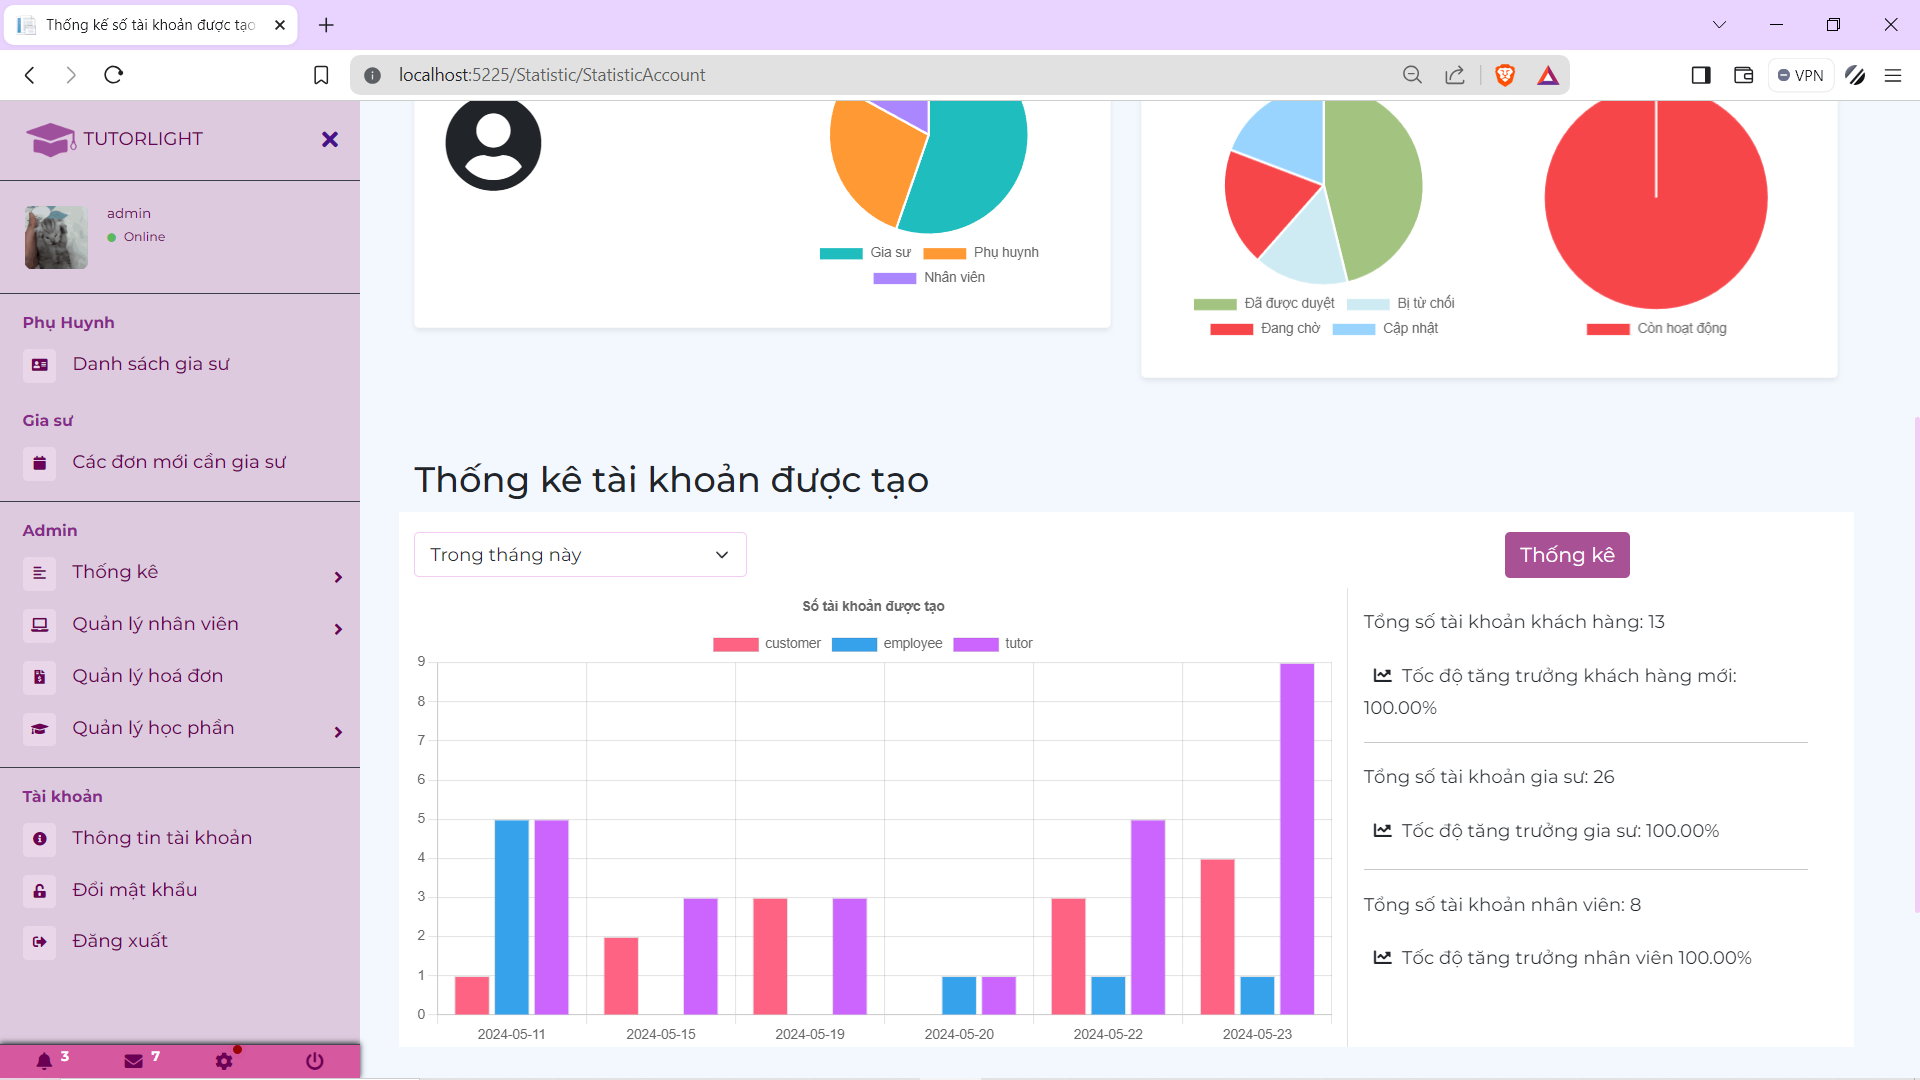 Thống kế số tài khoản được tạo
localhost:5225/Statistic/StatisticAccount
VPN
TUTORLIGHT
admin
Online
Phụ Huynh
Danh sách gia sư
Gia sư
Các đơn mới cần gia sư
Admin
Thống kê
Quản lý nhân viên
Quản lý hoá đơn
Quản lý học phần
Tài khoản
Thông tin tài khoản
Đổi mật khẩu
Đăng xuất
3
7
Gia sư
Phụ huynh
Nhân viên
Đã được duyệt
Bị từ chối
Đang chờ
Cập nhật
Còn hoạt động
Thống kê tài khoản được tạo
Trong tháng này
Thống kê
Số tài khoản được tạo
customer
employee
tutor
9
8
7
6
5
4
3
2
1
0
2024-05-11
2024-05-15
2024-05-19
2024-05-20
2024-05-22
2024-05-23
Tổng số tài khoản khách hàng: 13
Tốc độ tăng trưởng khách hàng mới:
100.00%
Tổng số tài khoản gia sư: 26
Tốc độ tăng trưởng gia sư: 100.00%
Tổng số tài khoản nhân viên: 8
Tốc độ tăng trưởng nhân viên 100.00%